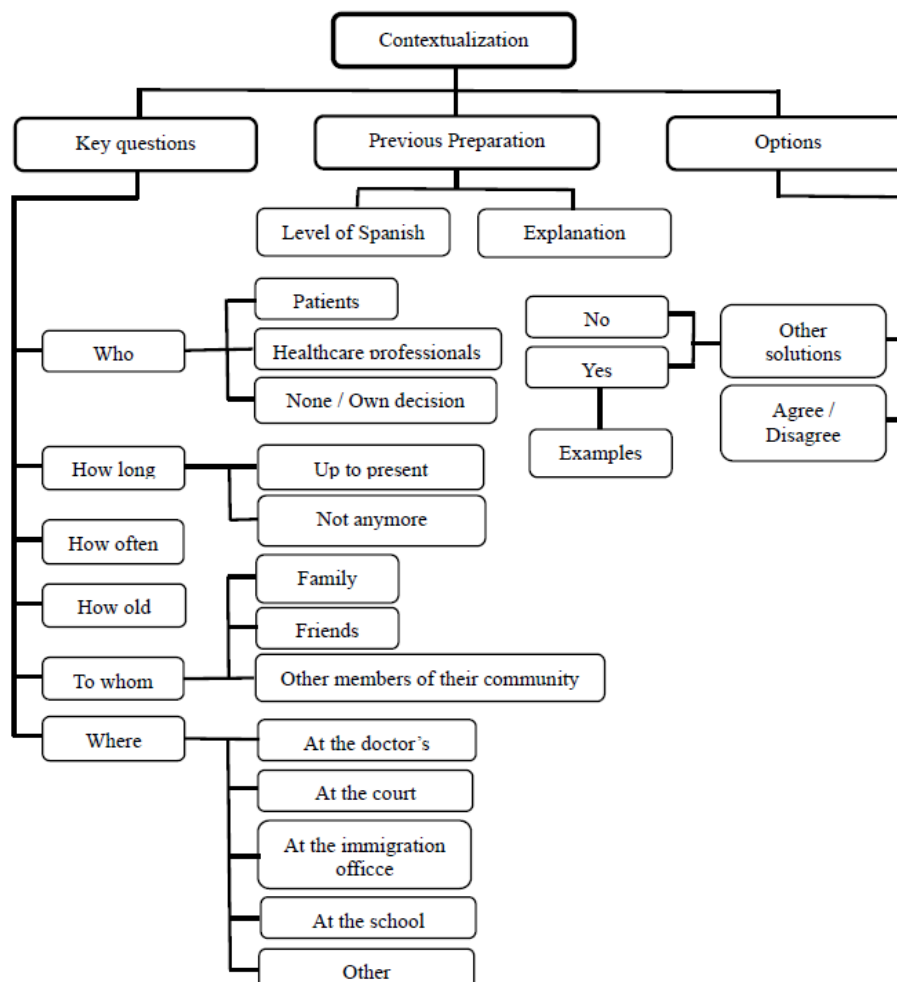 Contextualization
Key questions
Previous Preparation
Options
Level of Spanish
Explanation
Who
Patients
Healthcare professionals
None / Own decision
No
Yes
Examples
Other
solutions
Agree /
Disagree
How long
Up to present
Not anymore
How often
How old
To whom
Family
Friends
Other members of their community
Where
At the doctor’s
At the court
At the immigration
officce
At the school
Other